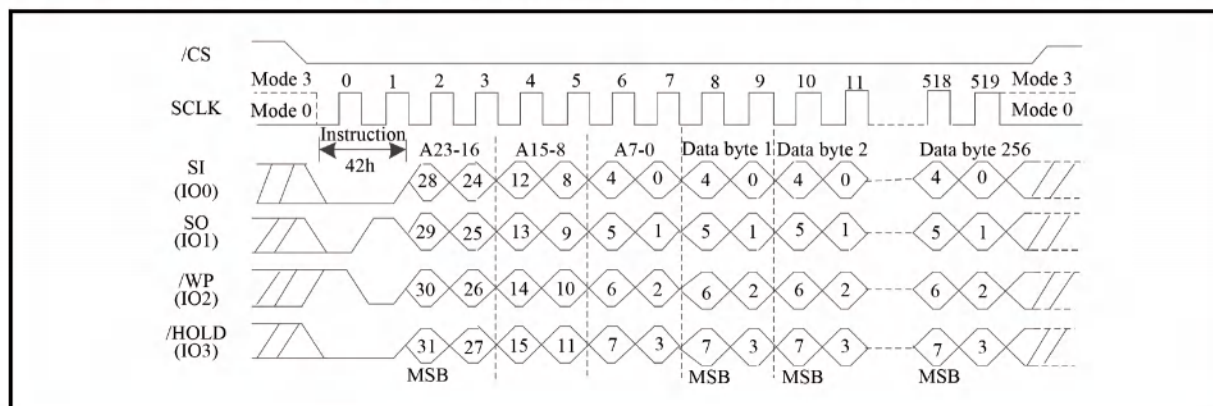 /CS
Mode 3 0 1 2 3 4 5 6 7 8 9 10 11 518 519 Mode 3
SCLK Mode 0 Mode 0
Instruction
42h A23-16 A15-8 A7-0 Data byte 1 Data byte 2 Data byte 256
SI
(IO0) 28 24 12 8 4 0 4 0 4 0 4 0
SO
(IO1) 29 25 13 9 5 1 5 1 5 1 5 1
/WP
(IO2) 30 26 14 10 6 2 6 2 6 2 6 2
/HOLD
(IO3) 31 27 15 11 7 3 7 3 7 3 7 3
MSB MSB MSB MSB